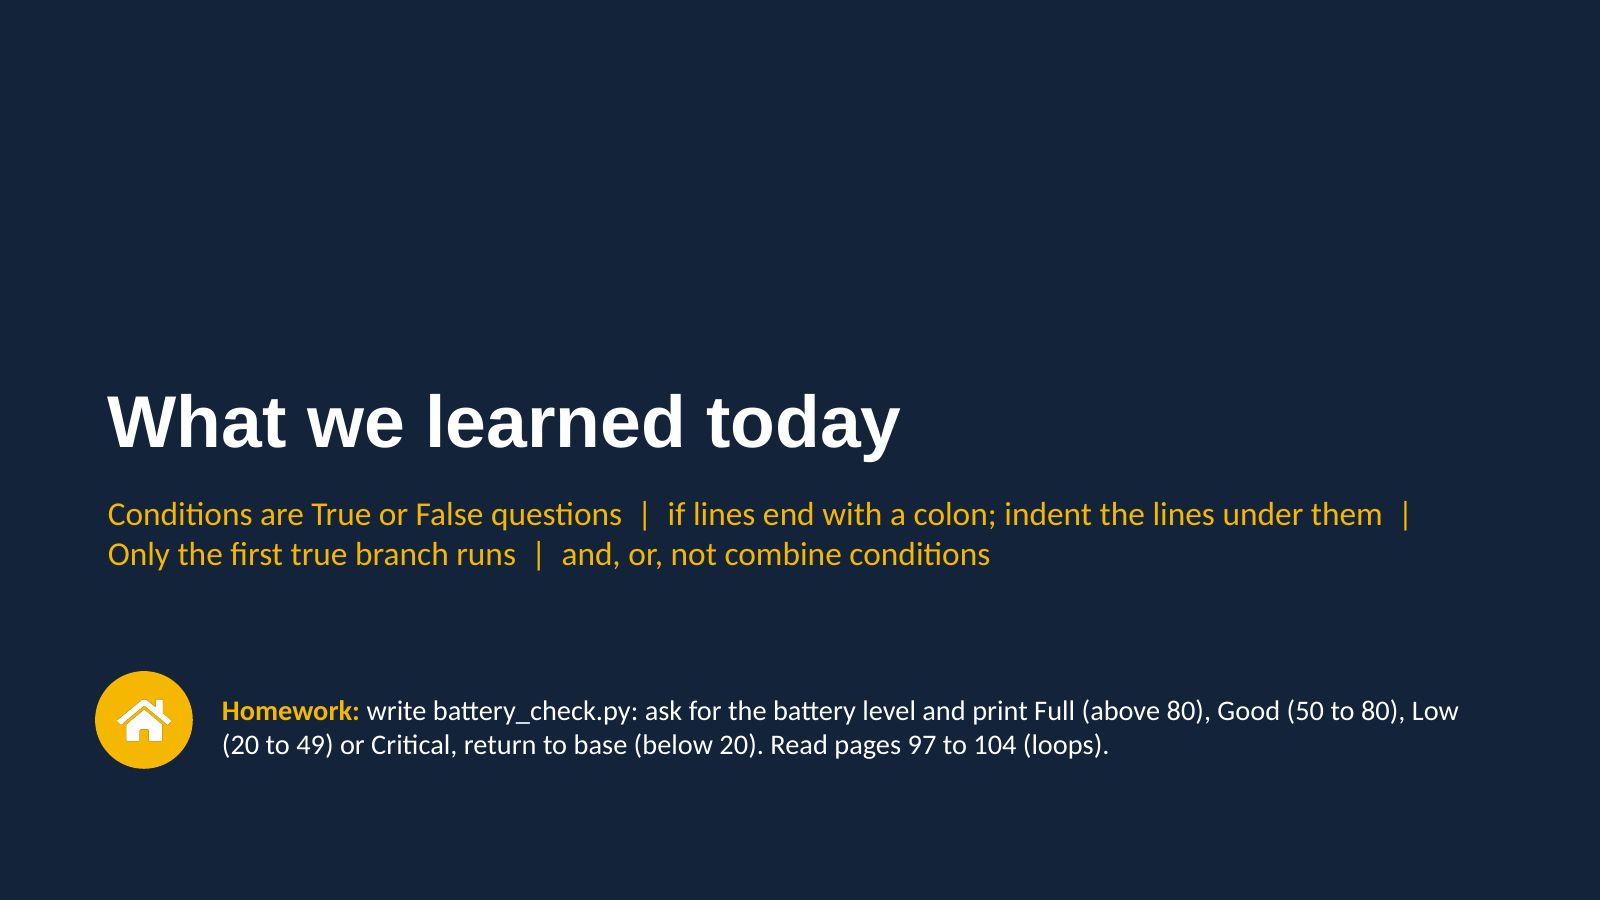 What we learned today
Conditions are True or False questions | if lines end with a colon; indent the lines under them |
Only the first true branch runs | and, or, not combine conditions
Homework: write battery_check.py: ask for the battery level and print Full (above 80), Good (50 to 80), Low
(20 to 49) or Critical, return to base (below 20). Read pages 97 to 104 (loops).